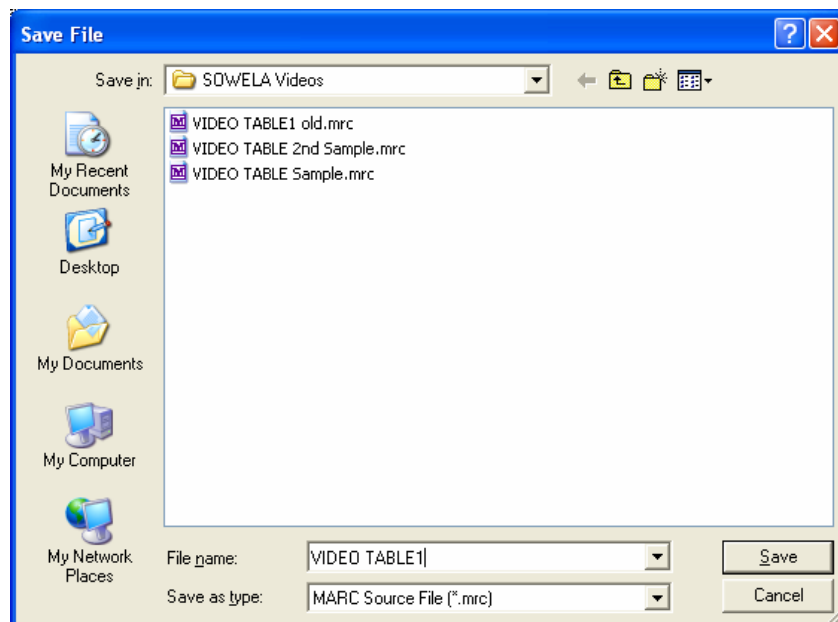 Save File
Save in:
SOWELA Videos
VIDEO TABLE1 old.mrc
VIDEO TABLE 2nd Sample.mrc
VIDEO TABLE Sample.mrc
My Recent
Documents
Desktop
My Documents
My Computer
My Network
Places
File name:
VIDEO TABLE1
Save
Save as type:
MARC Source File (*.mrc)
Cancel